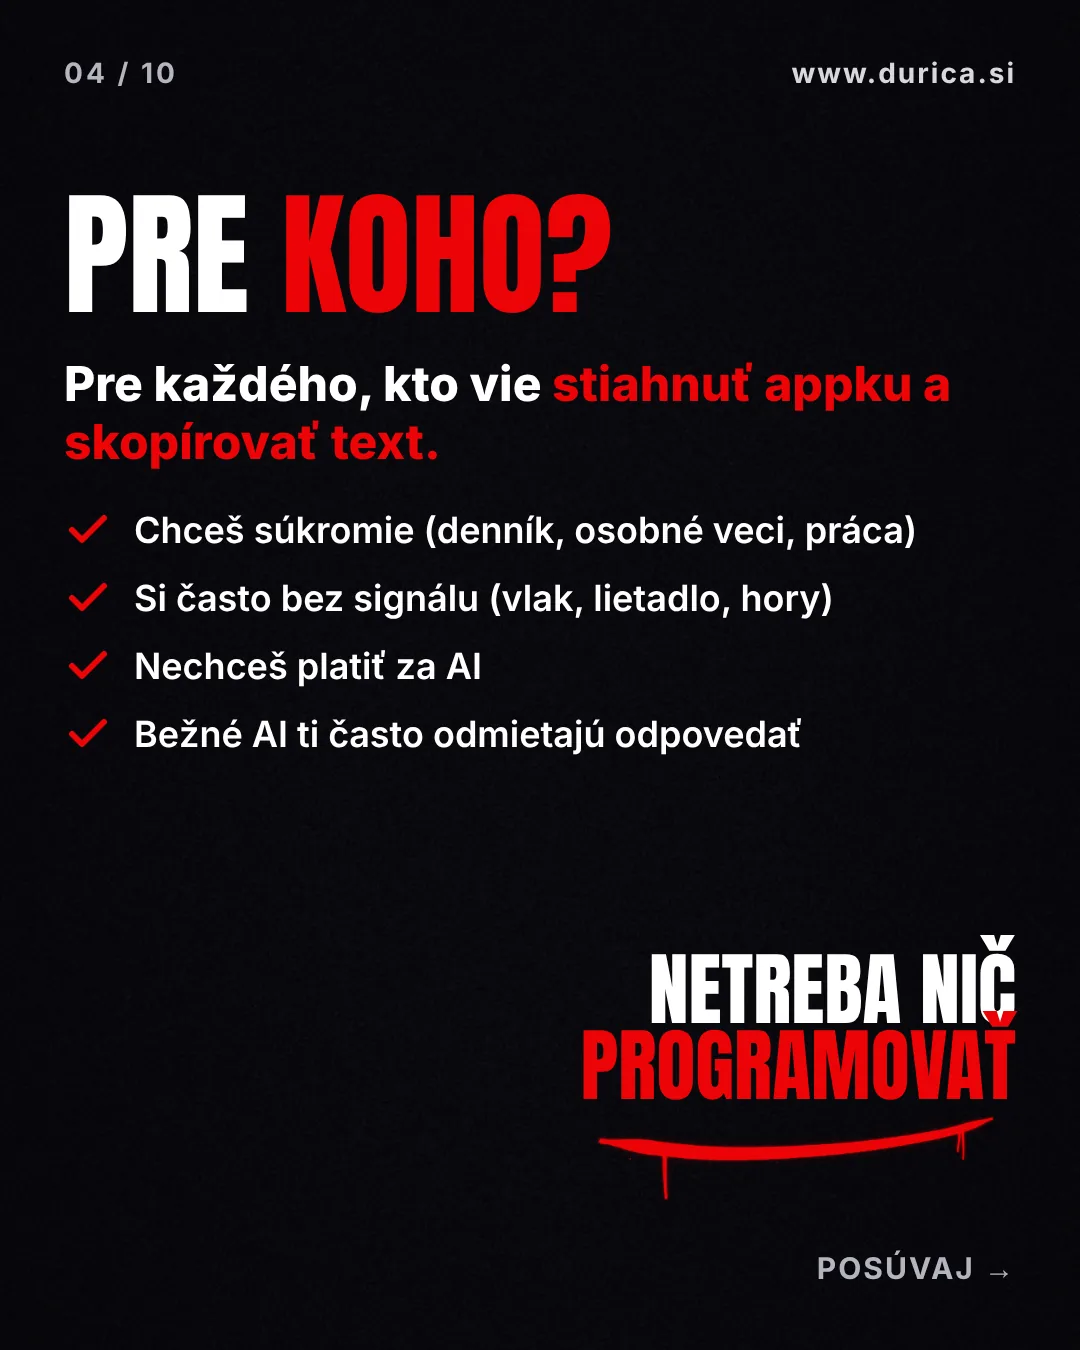 04 / 10
www.durica.si
PRE KOHO?
Pre každého, kto vie stiahnuť appku a
skopírovať text.
Chceš súkromie (denník, osobné veci, práca)
Si často bez signálu (vlak, lietadlo, hory)
Nechceš platiť za AI
Bežné AI ti často odmietajú odpovedať
NETREBA NIČ
PROGRAMOVAŤ
POSÚVAJ →